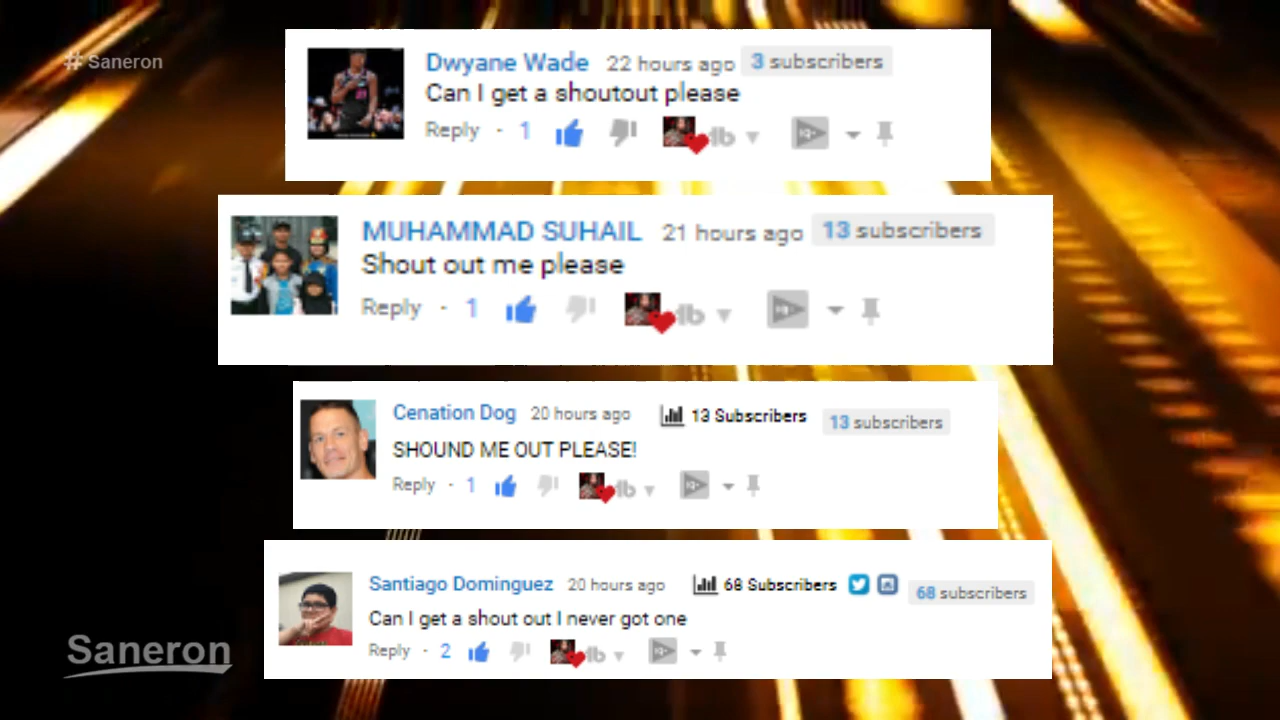 # Saneron
Dwyane Wade 22 hours ago 3 subscribers
Can I get a shoutout please
Reply · 1
MUHAMMAD SUHAIL 21 hours ago 13 subscribers
Shout out me please
Reply · 1
Cenation Dog 20 hours ago 13 Subscribers 13 subscribers
SHOUND ME OUT PLEASE!
Reply · 1
Santiago Dominguez 20 hours ago 68 Subscribers 68 subscribers
Can I get a shout out I never got one
Reply · 2
Saneron